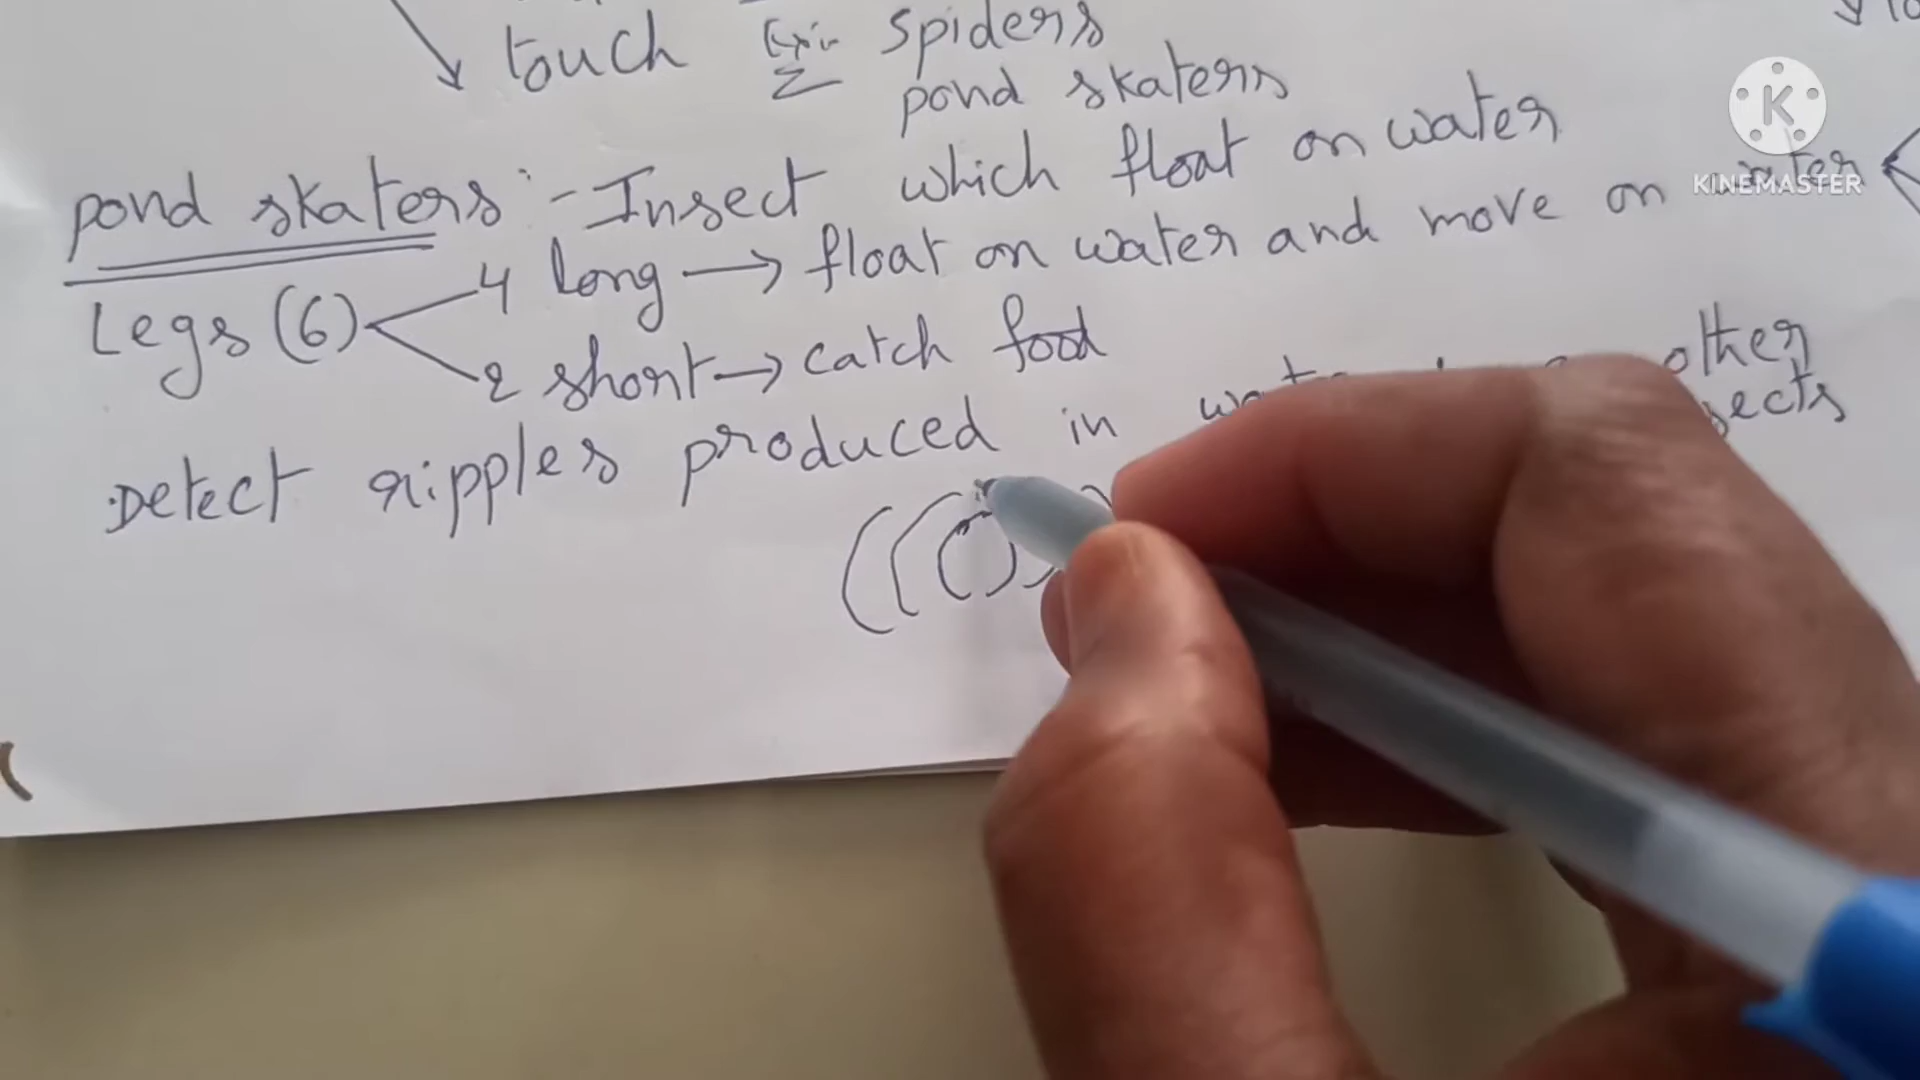 touch Ex:- spiders
pond skaters
pond skaters :- Insect which float on water
Legs (6) 4 long → float on water and move on water
2 short → catch food
Detect ripples produced in other
K
KINEMASTER